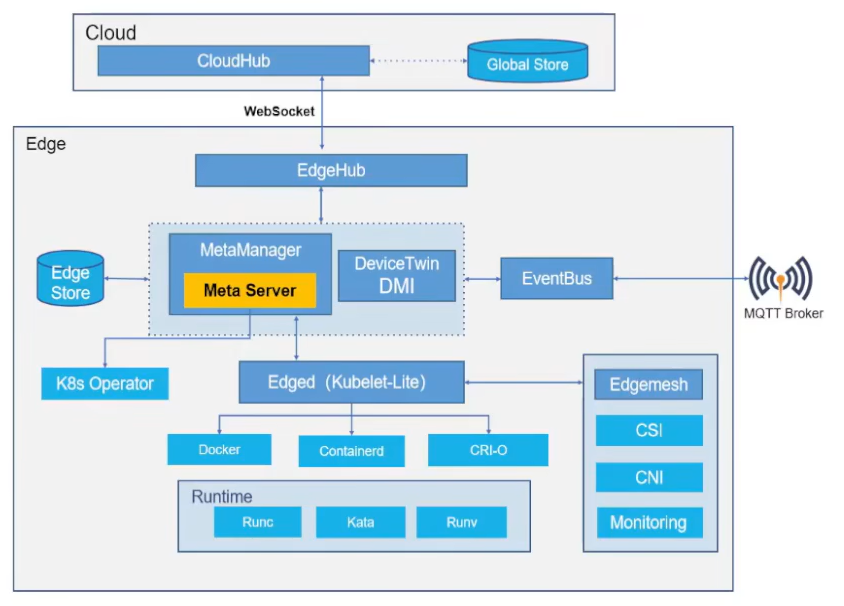 Cloud
CloudHub
Global Store
WebSocket
Edge
EdgeHub
MetaManager
Meta Server
DeviceTwin
DMI
Edge
Store
EventBus
MQTT Broker
K8s Operator
Edged（Kubelet-Lite）
Edgemesh
CSI
CNI
Monitoring
Docker
Containerd
CRI-O
Runtime
Runc
Kata
Runv